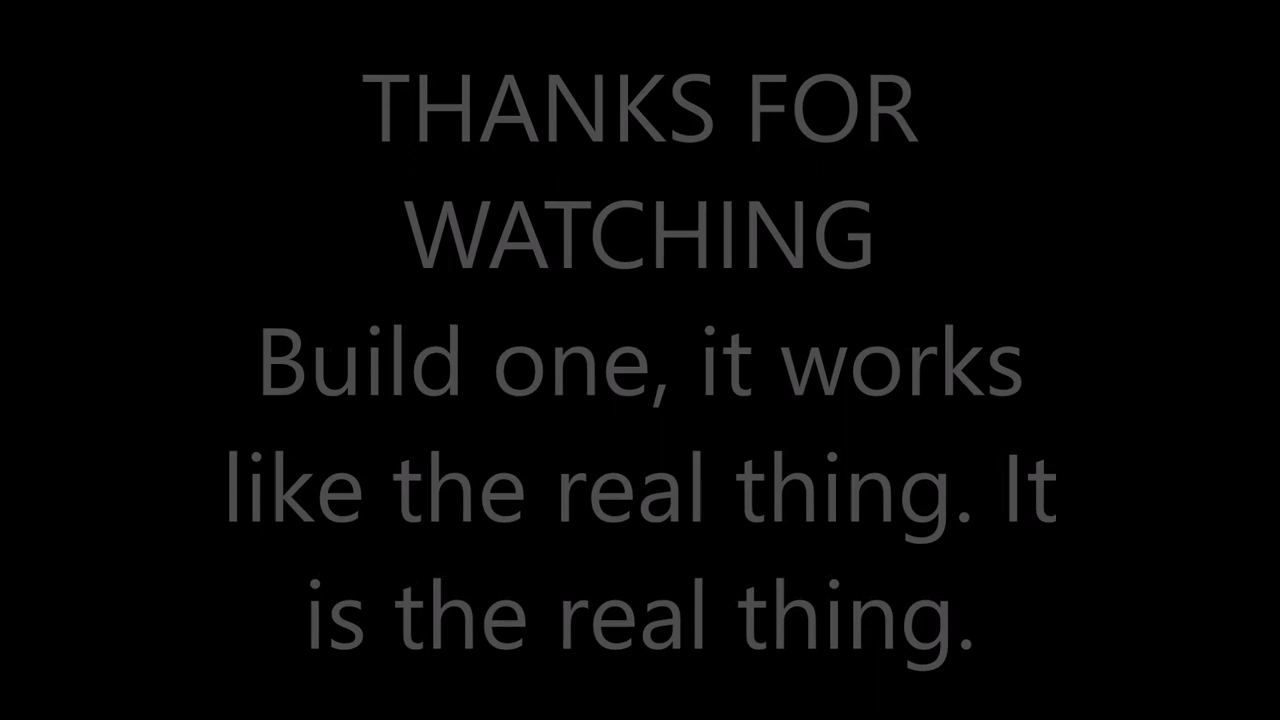 THANKS FOR
WATCHING
Build one, it works
like the real thing. It
is the real thing.